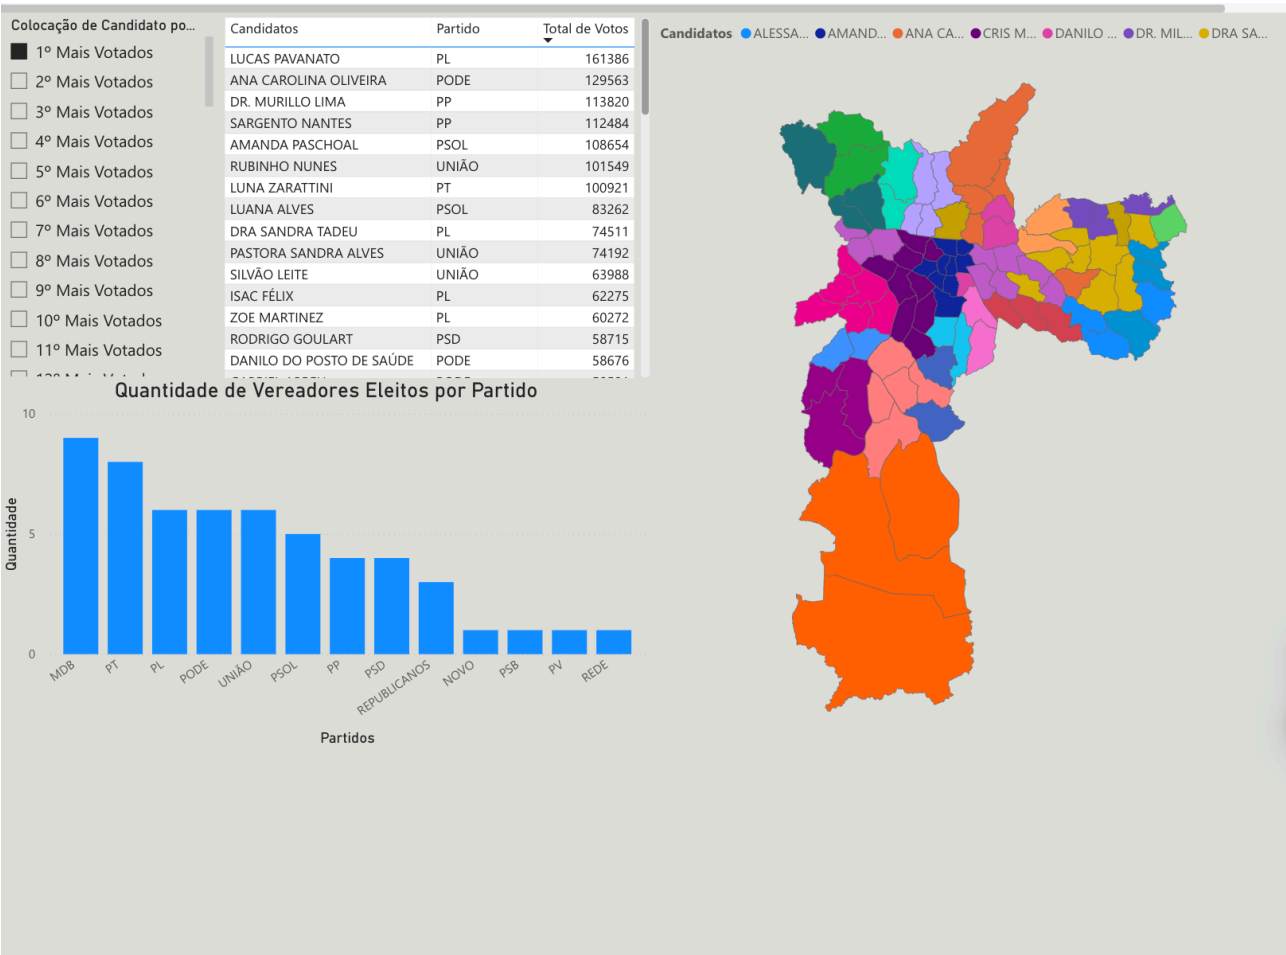 Colocação de Candidato po...
1º Mais Votados
2º Mais Votados
3º Mais Votados
4º Mais Votados
5º Mais Votados
6º Mais Votados
7º Mais Votados
8º Mais Votados
9º Mais Votados
10º Mais Votados
11º Mais Votados
Candidatos Partido Total de Votos
LUCAS PAVANATO PL 161386
ANA CAROLINA OLIVEIRA PODE 129563
DR. MURILLO LIMA PP 113820
SARGENTO NANTES PP 112484
AMANDA PASCHOAL PSOL 108654
RUBINHO NUNES UNIÃO 101549
LUNA ZARATTINI PT 100921
LUANA ALVES PSOL 83262
DRA SANDRA TADEU PL 74511
PASTORA SANDRA ALVES UNIÃO 74192
SILVÃO LEITE UNIÃO 63988
ISAC FÉLIX PL 62275
ZOE MARTINEZ PL 60272
RODRIGO GOULART PSD 58715
DANILO DO POSTO DE SAÚDE PODE 58676
Candidatos ALESSA... AMAND... ANA CA... CRIS M... DANILO ... DR. MIL... DRA SA...
Quantidade de Vereadores Eleitos por Partido
Quantidade
10
5
0
MDB PT PL PODE UNIÃO PSOL PP PSD REPUBLICANOS NOVO PSB PV REDE
Partidos